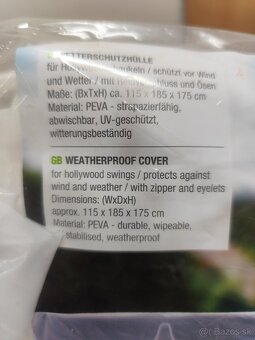 WETTERSCHUTZHÜLLE
für Hollywoodschaukeln / schützt vor Wind
und Wetter / mit Reißverschluss und Ösen
Maße: (BxTxH) ca. 115 x 185 x 175 cm
Material: PEVA - strapazierfähig,
abwischbar, UV-geschützt,
witterungsbeständig
GB WEATHERPROOF COVER
for hollywood swings / protects against
wind and weather / with zipper and eyelets
Dimensions: (WxDxH)
approx. 115 x 185 x 175 cm
Material: PEVA - durable, wipeable,
stabilised, weatherproof
© bazos.sk